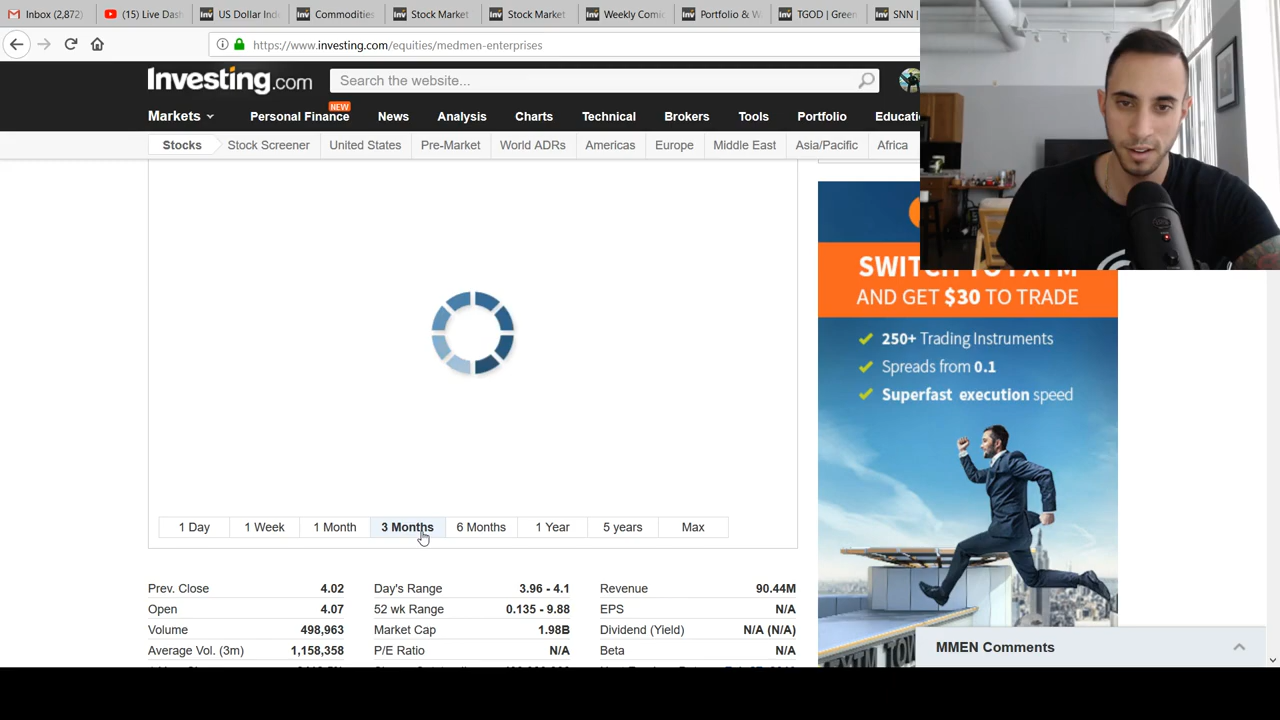 Inbox (2,872)
(15) Live Dash
US Dollar Ind
Commodities
Stock Market
Stock Market
Weekly Comi
Portfolio & W
TGOD | Green
SNN |
https://www.investing.com/equities/medmen-enterprises
Investing.com
Search the website...
NEW
Markets
Personal Finance
News
Analysis
Charts
Technical
Brokers
Tools
Portfolio
Educati
Stocks
Stock Screener
United States
Pre-Market
World ADRs
Americas
Europe
Middle East
Asia/Pacific
Africa
AND GET $30 TO TRADE
250+ Trading Instruments
Spreads from 0.1
Superfast execution speed
1 Day
1 Week
1 Month
3 Months
6 Months
1 Year
5 years
Max
Prev. Close 4.02
Day's Range 3.96 - 4.1
Revenue 90.44M
Open 4.07
52 wk Range 0.135 - 9.88
EPS N/A
Volume 498,963
Market Cap 1.98B
Dividend (Yield) N/A (N/A)
Average Vol. (3m) 1,158,358
P/E Ratio N/A
Beta N/A
MMEN Comments